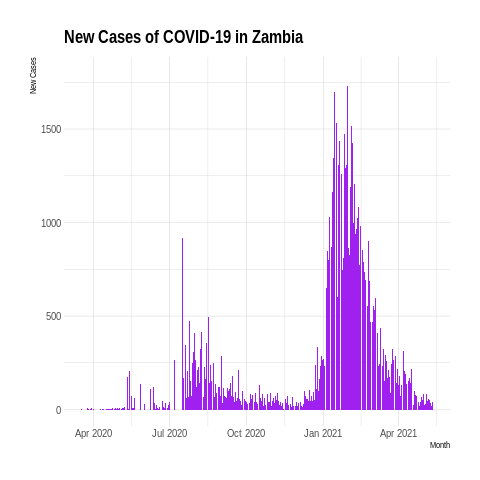 New Cases of COVID-19 in Zambia
New Cases
1500
1000
500
0
Apr 2020
Jul 2020
Oct 2020
Jan 2021
Apr 2021
Month